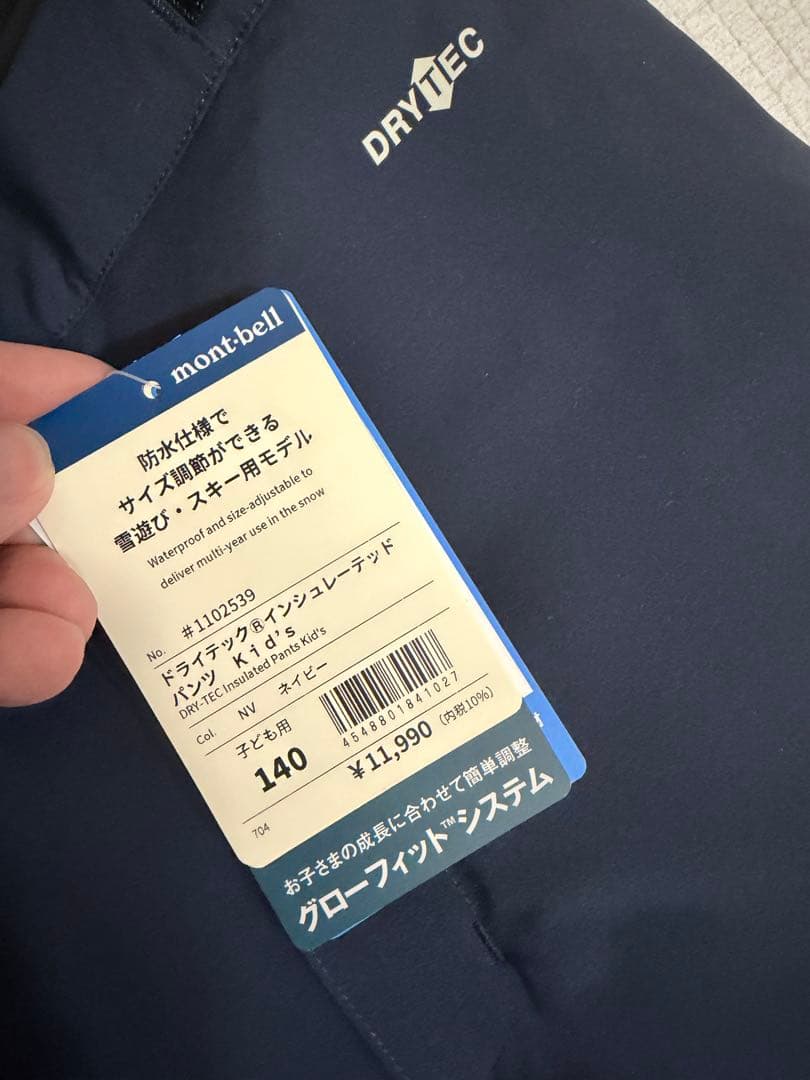 DRYTEC
mont-bell
防水仕様で
サイズ調節ができる
雪遊び・スキー用モデル
Waterproof and size-adjustable to
deliver multi-year use in the snow
No. #1102539
ドライテック®インシュレーテッド
パンツ Kid's
DRY-TEC Insulated Pants Kid's
Col. NV ネイビー
子ども用
140
4548801841027
¥11,990 (内税10%)
704
お子さまの成長に合わせて簡単調整
グローフィット™システム